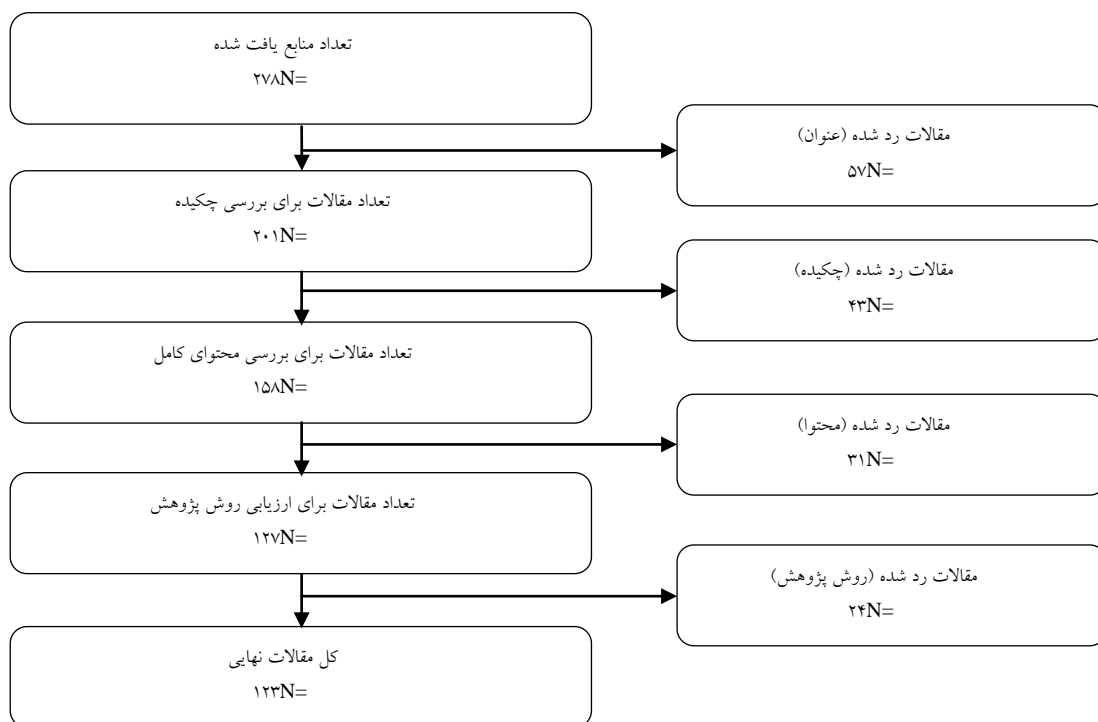 تعداد منابع یافت شده
۲۷۸N=
مقالات رد شده (عنوان)
۵۷N=
تعداد مقالات برای بررسی چکیده
۲۰۱N=
مقالات رد شده (چکیده)
۴۳N=
تعداد مقالات برای بررسی محتوای کامل
۱۵۸N=
مقالات رد شده (محتوا)
۳۱N=
تعداد مقالات برای ارزیابی روش پژوهش
۱۲۷N=
مقالات رد شده (روش پژوهش)
۲۴N=
کل مقالات نهایی
۱۲۳N=